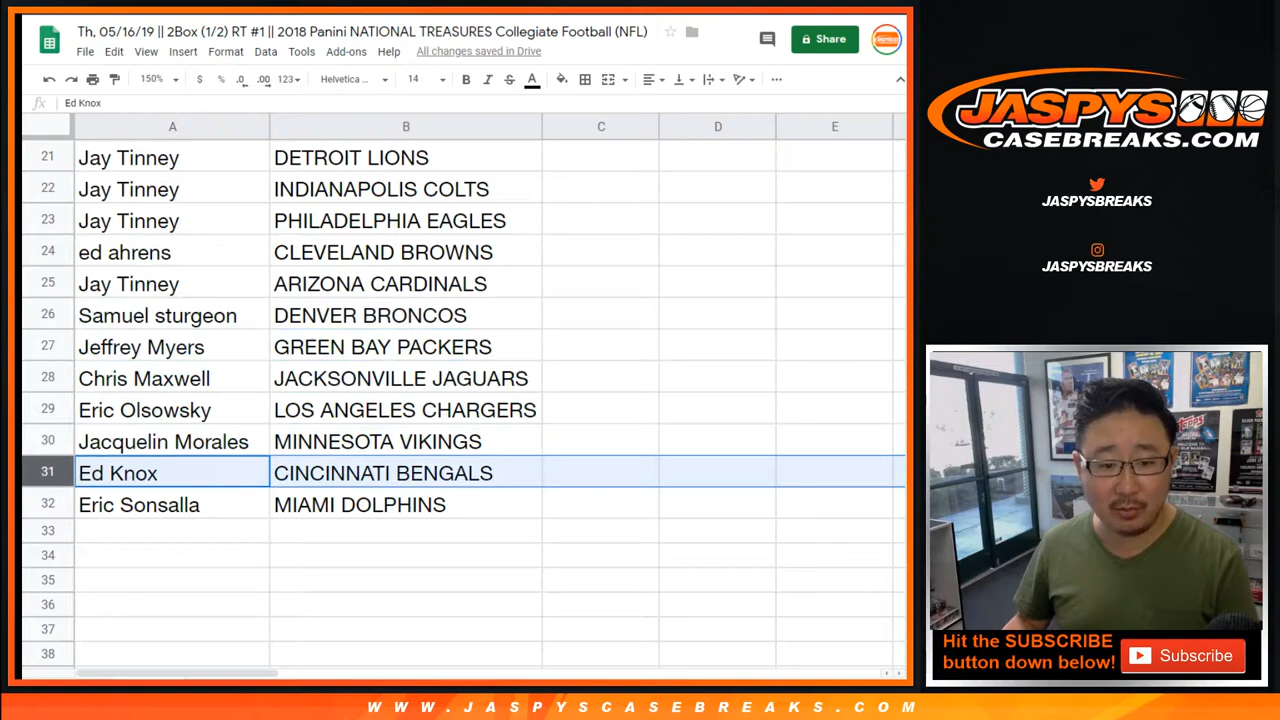 Th, 05/16/19 || 2Box (1/2) RT #1 || 2018 Panini NATIONAL TREASURES Collegiate Football (NFL)
File Edit View Insert Format Data Tools Add-ons Help All changes saved in Drive
Share
150% $ % .0 .00 123 Helvetica ... 14 B I S A
fx Ed Knox
A B C D E
21 Jay Tinney DETROIT LIONS
22 Jay Tinney INDIANAPOLIS COLTS
23 Jay Tinney PHILADELPHIA EAGLES
24 ed ahrens CLEVELAND BROWNS
25 Jay Tinney ARIZONA CARDINALS
26 Samuel sturgeon DENVER BRONCOS
27 Jeffrey Myers GREEN BAY PACKERS
28 Chris Maxwell JACKSONVILLE JAGUARS
29 Eric Olsowsky LOS ANGELES CHARGERS
30 Jacquelin Morales MINNESOTA VIKINGS
31 Ed Knox CINCINNATI BENGALS
32 Eric Sonsalla MIAMI DOLPHINS
33
34
35
36
37
38
JASPYS
CASEBREAKS.COM
JASPYSBREAKS
JASPYSBREAKS
Hit the SUBSCRIBE
button down below!
Subscribe
WWW.JASPYSCASEBREAKS.COM